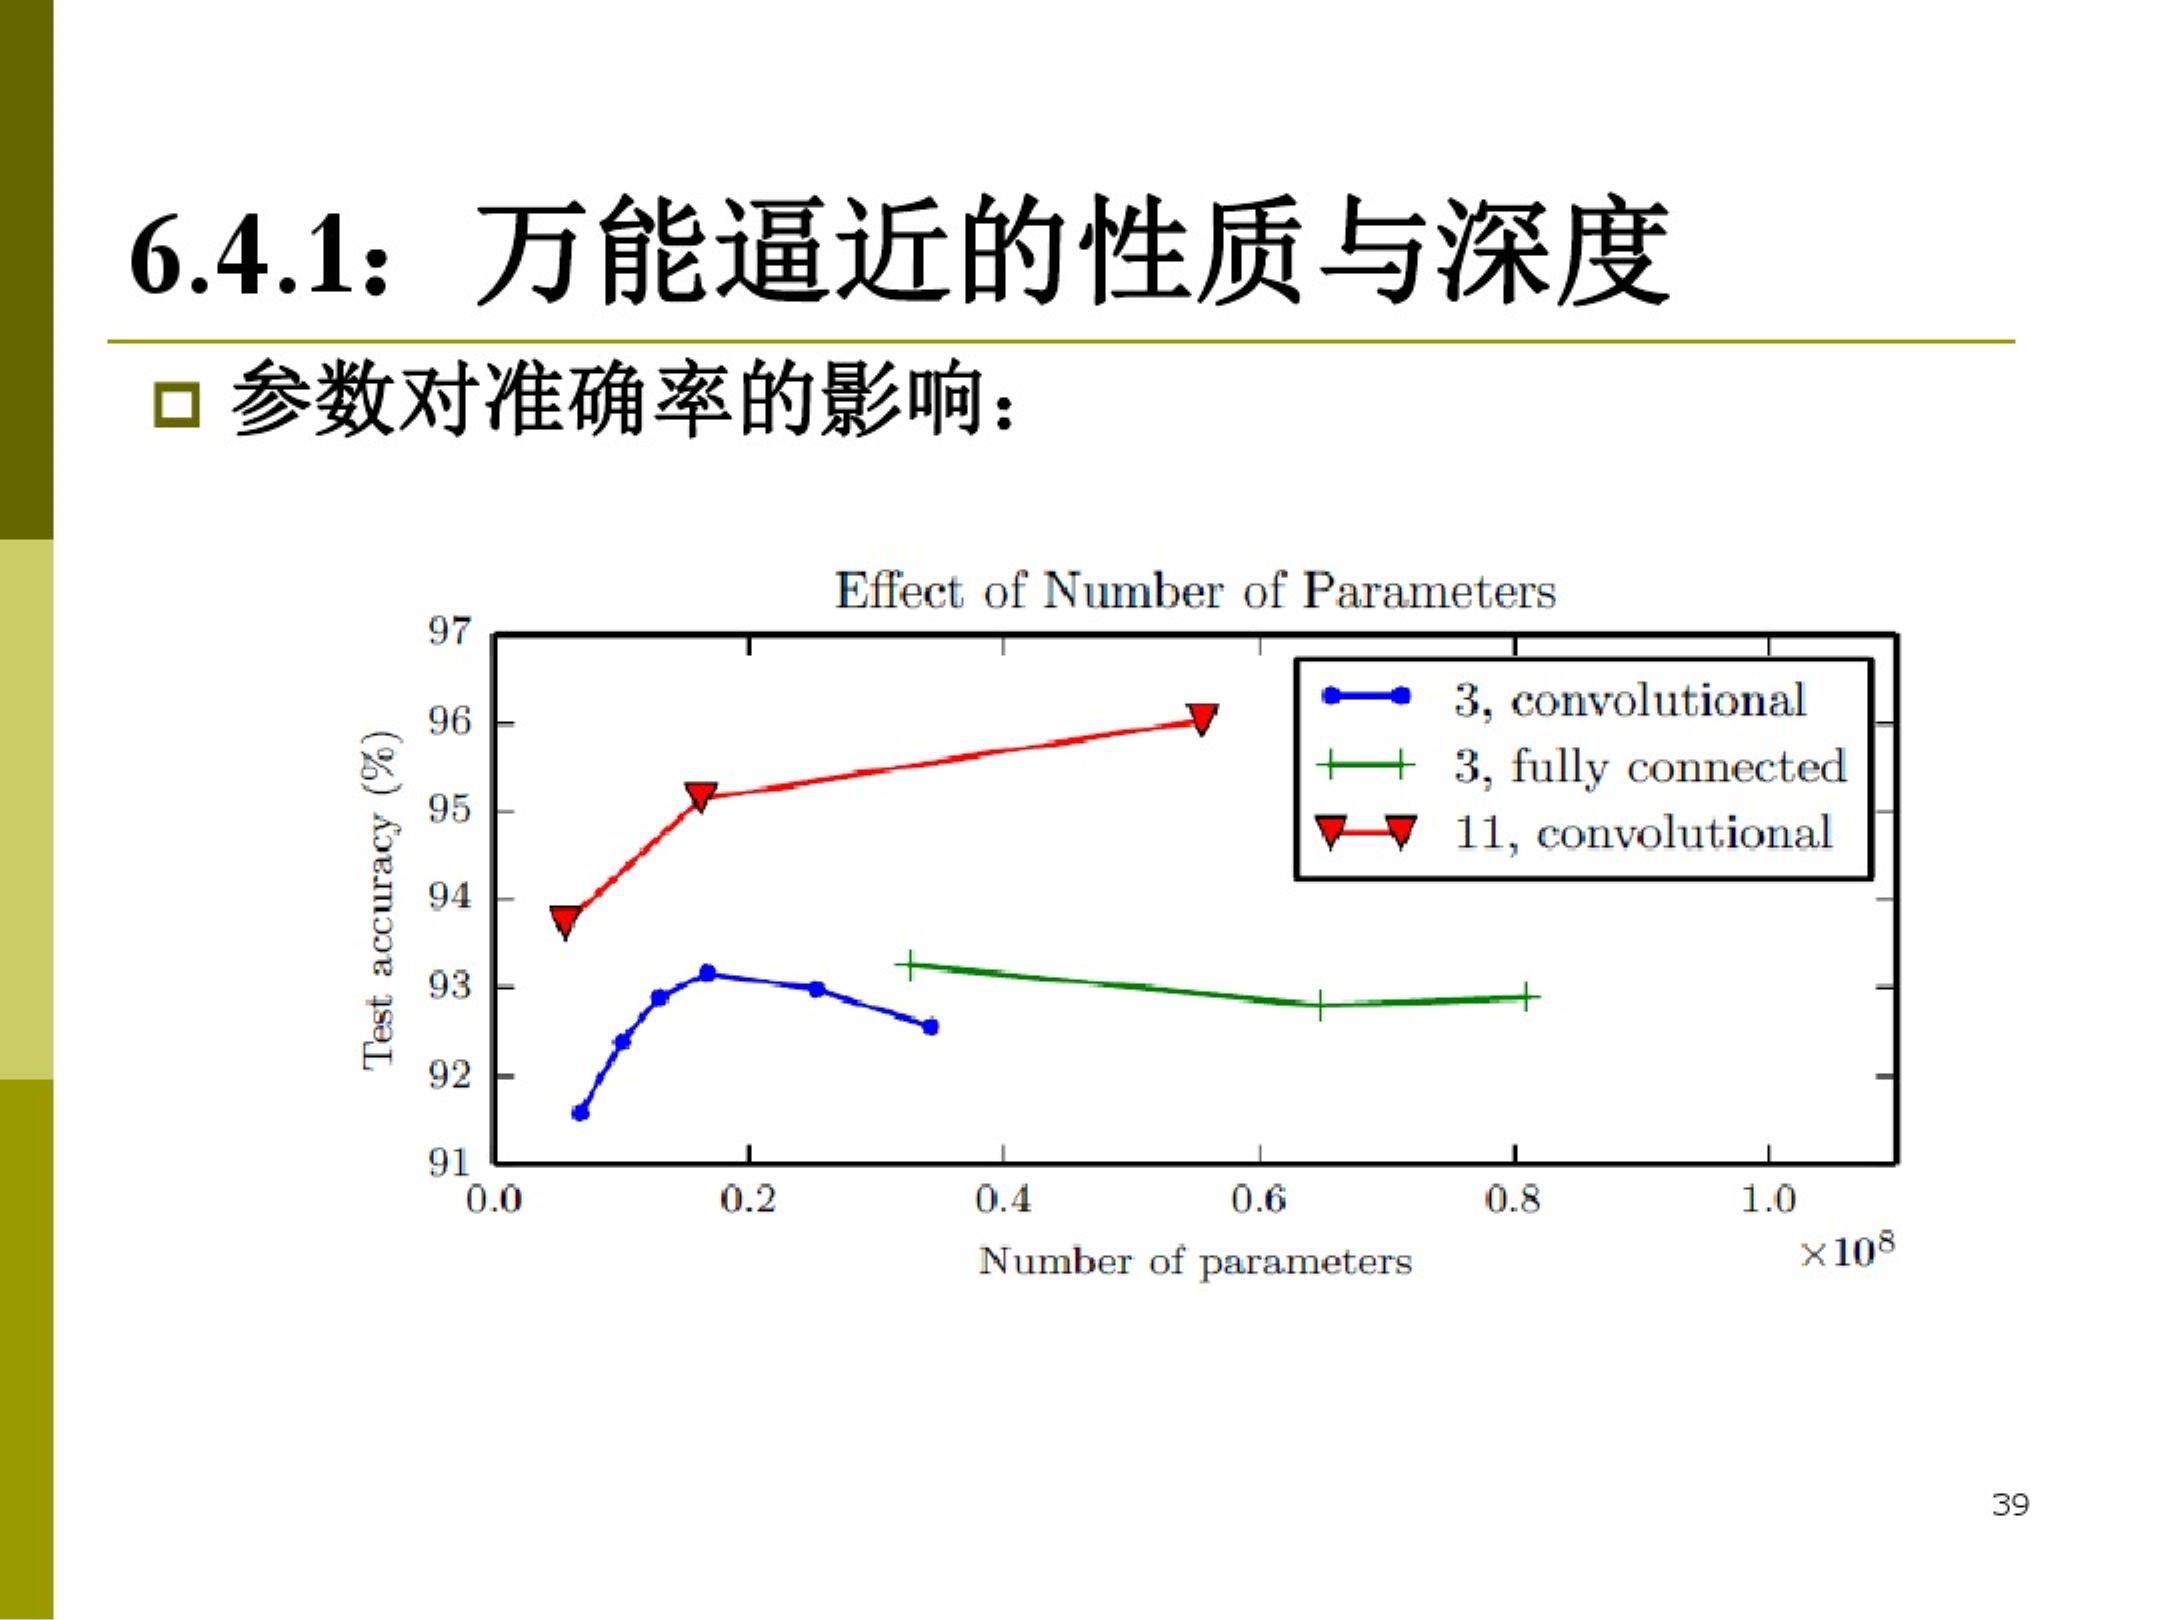 6.4.1：万能逼近的性质与深度
参数对准确率的影响：
Effect of Number of Parameters
97
96
95
94
93
92
91
Test accuracy (%)
3, convolutional
3, fully connected
11, convolutional
0.0 0.2 0.4 0.6 0.8 1.0
×10⁸
Number of parameters
39